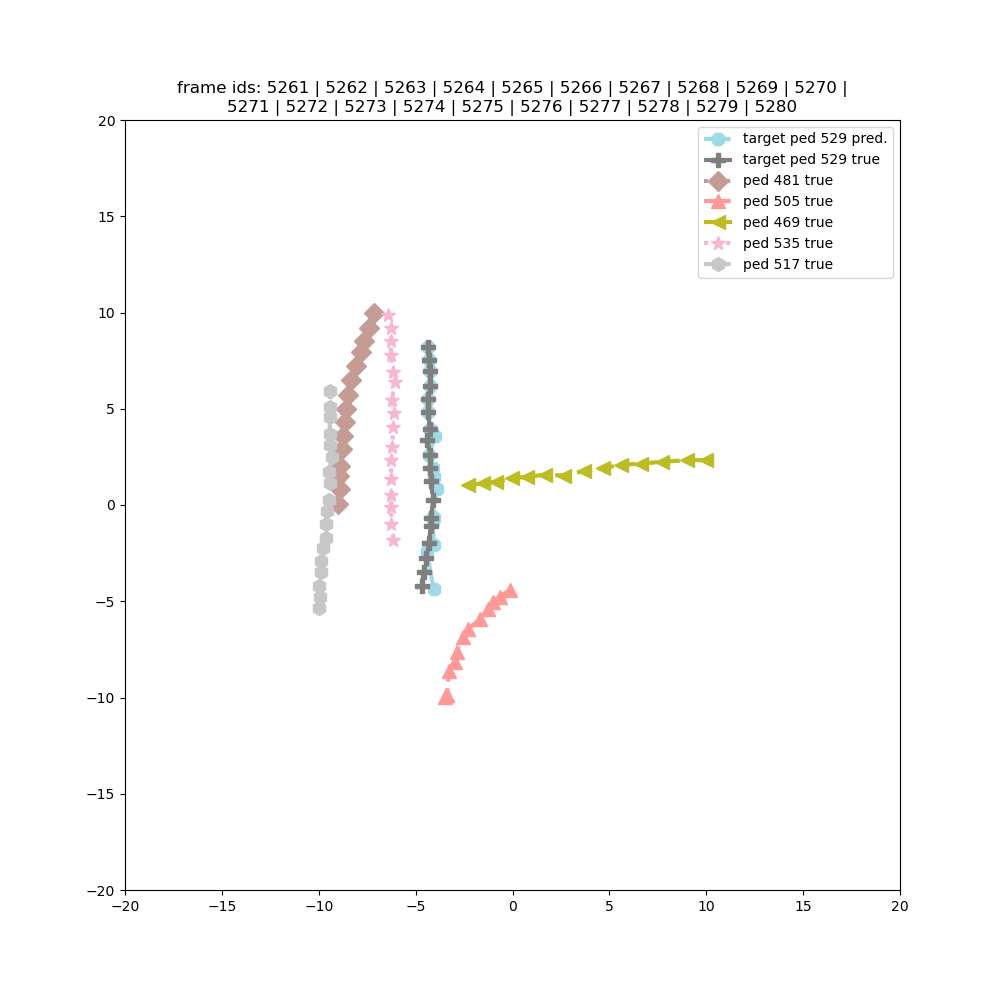 frame ids: 5261 | 5262 | 5263 | 5264 | 5265 | 5266 | 5267 | 5268 | 5269 | 5270 |
5271 | 5272 | 5273 | 5274 | 5275 | 5276 | 5277 | 5278 | 5279 | 5280
target ped 529 pred.
target ped 529 true
ped 481 true
ped 505 true
ped 469 true
ped 535 true
ped 517 true
20
15
10
5
0
−5
−10
−15
−20
−20 −15 −10 −5 0 5 10 15 20